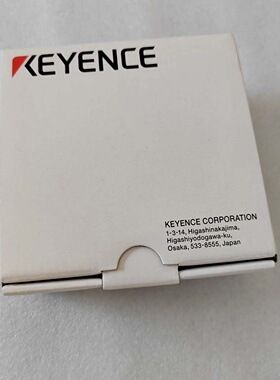 KEYENCE
KEYENCE CORPORATION
1-3-14, Higashinakajima,
Higashiyodogawa-ku,
Osaka, 533-8555, Japan